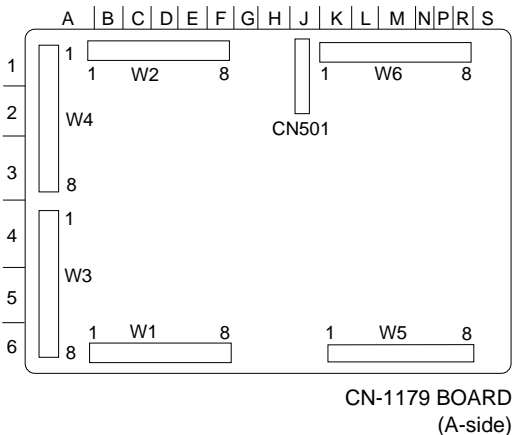 A B C D E F G H J K L M N P R S
1
2
3
4
5
6
1
W4
8
1 W2 8
CN501
1 W6 8
1
W3
8
1 W1 8
1 W5 8
CN-1179 BOARD
(A-side)